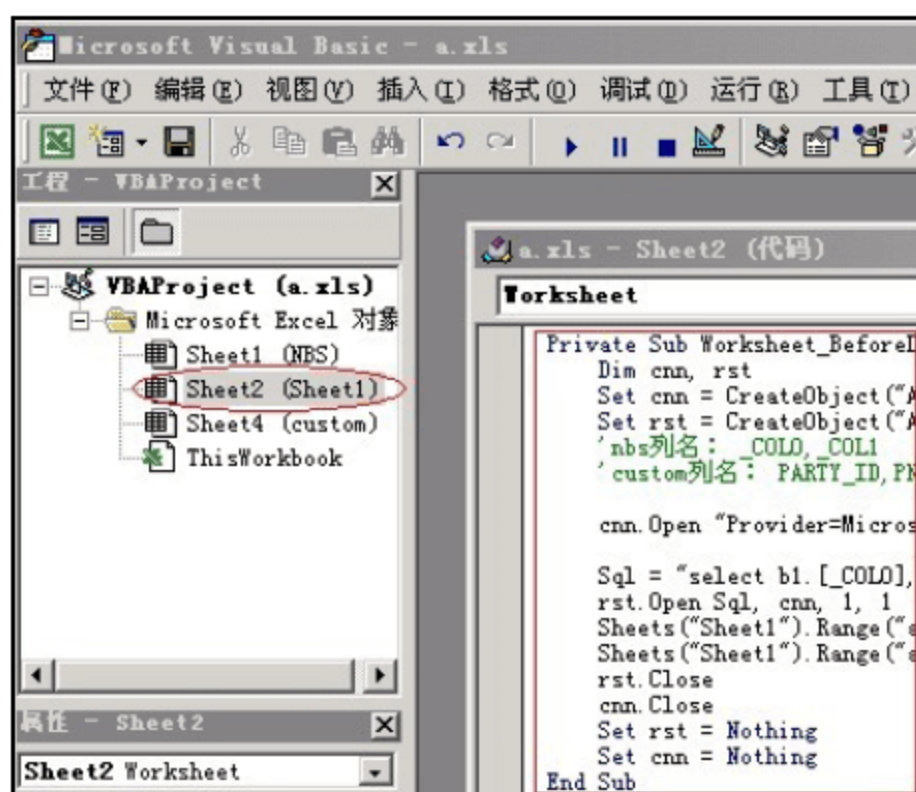 Microsoft Visual Basic - a.xls
文件(F) 编辑(E) 视图(V) 插入(I) 格式(O) 调试(D) 运行(R) 工具(T)
工程 - VBAProject
VBAProject (a.xls)
Microsoft Excel 对象
Sheet1 (NBS)
Sheet2 (Sheet1)
Sheet4 (custom)
ThisWorkbook
属性 - Sheet2
Sheet2 Worksheet
a.xls - Sheet2 (代码)
Worksheet
Private Sub Worksheet_BeforeD
Dim cnn, rst
Set cnn = CreateObject("A
Set rst = CreateObject("A
'nbs列名: _COL0,_COL1
'custom列名: PARTY_ID,PN
cnn.Open "Provider=Micros
Sql = "select b1.[_COL0],
rst.Open Sql, cnn, 1, 1
Sheets("Sheet1").Range("s
Sheets("Sheet1").Range("s
rst.Close
cnn.Close
Set rst = Nothing
Set cnn = Nothing
End Sub